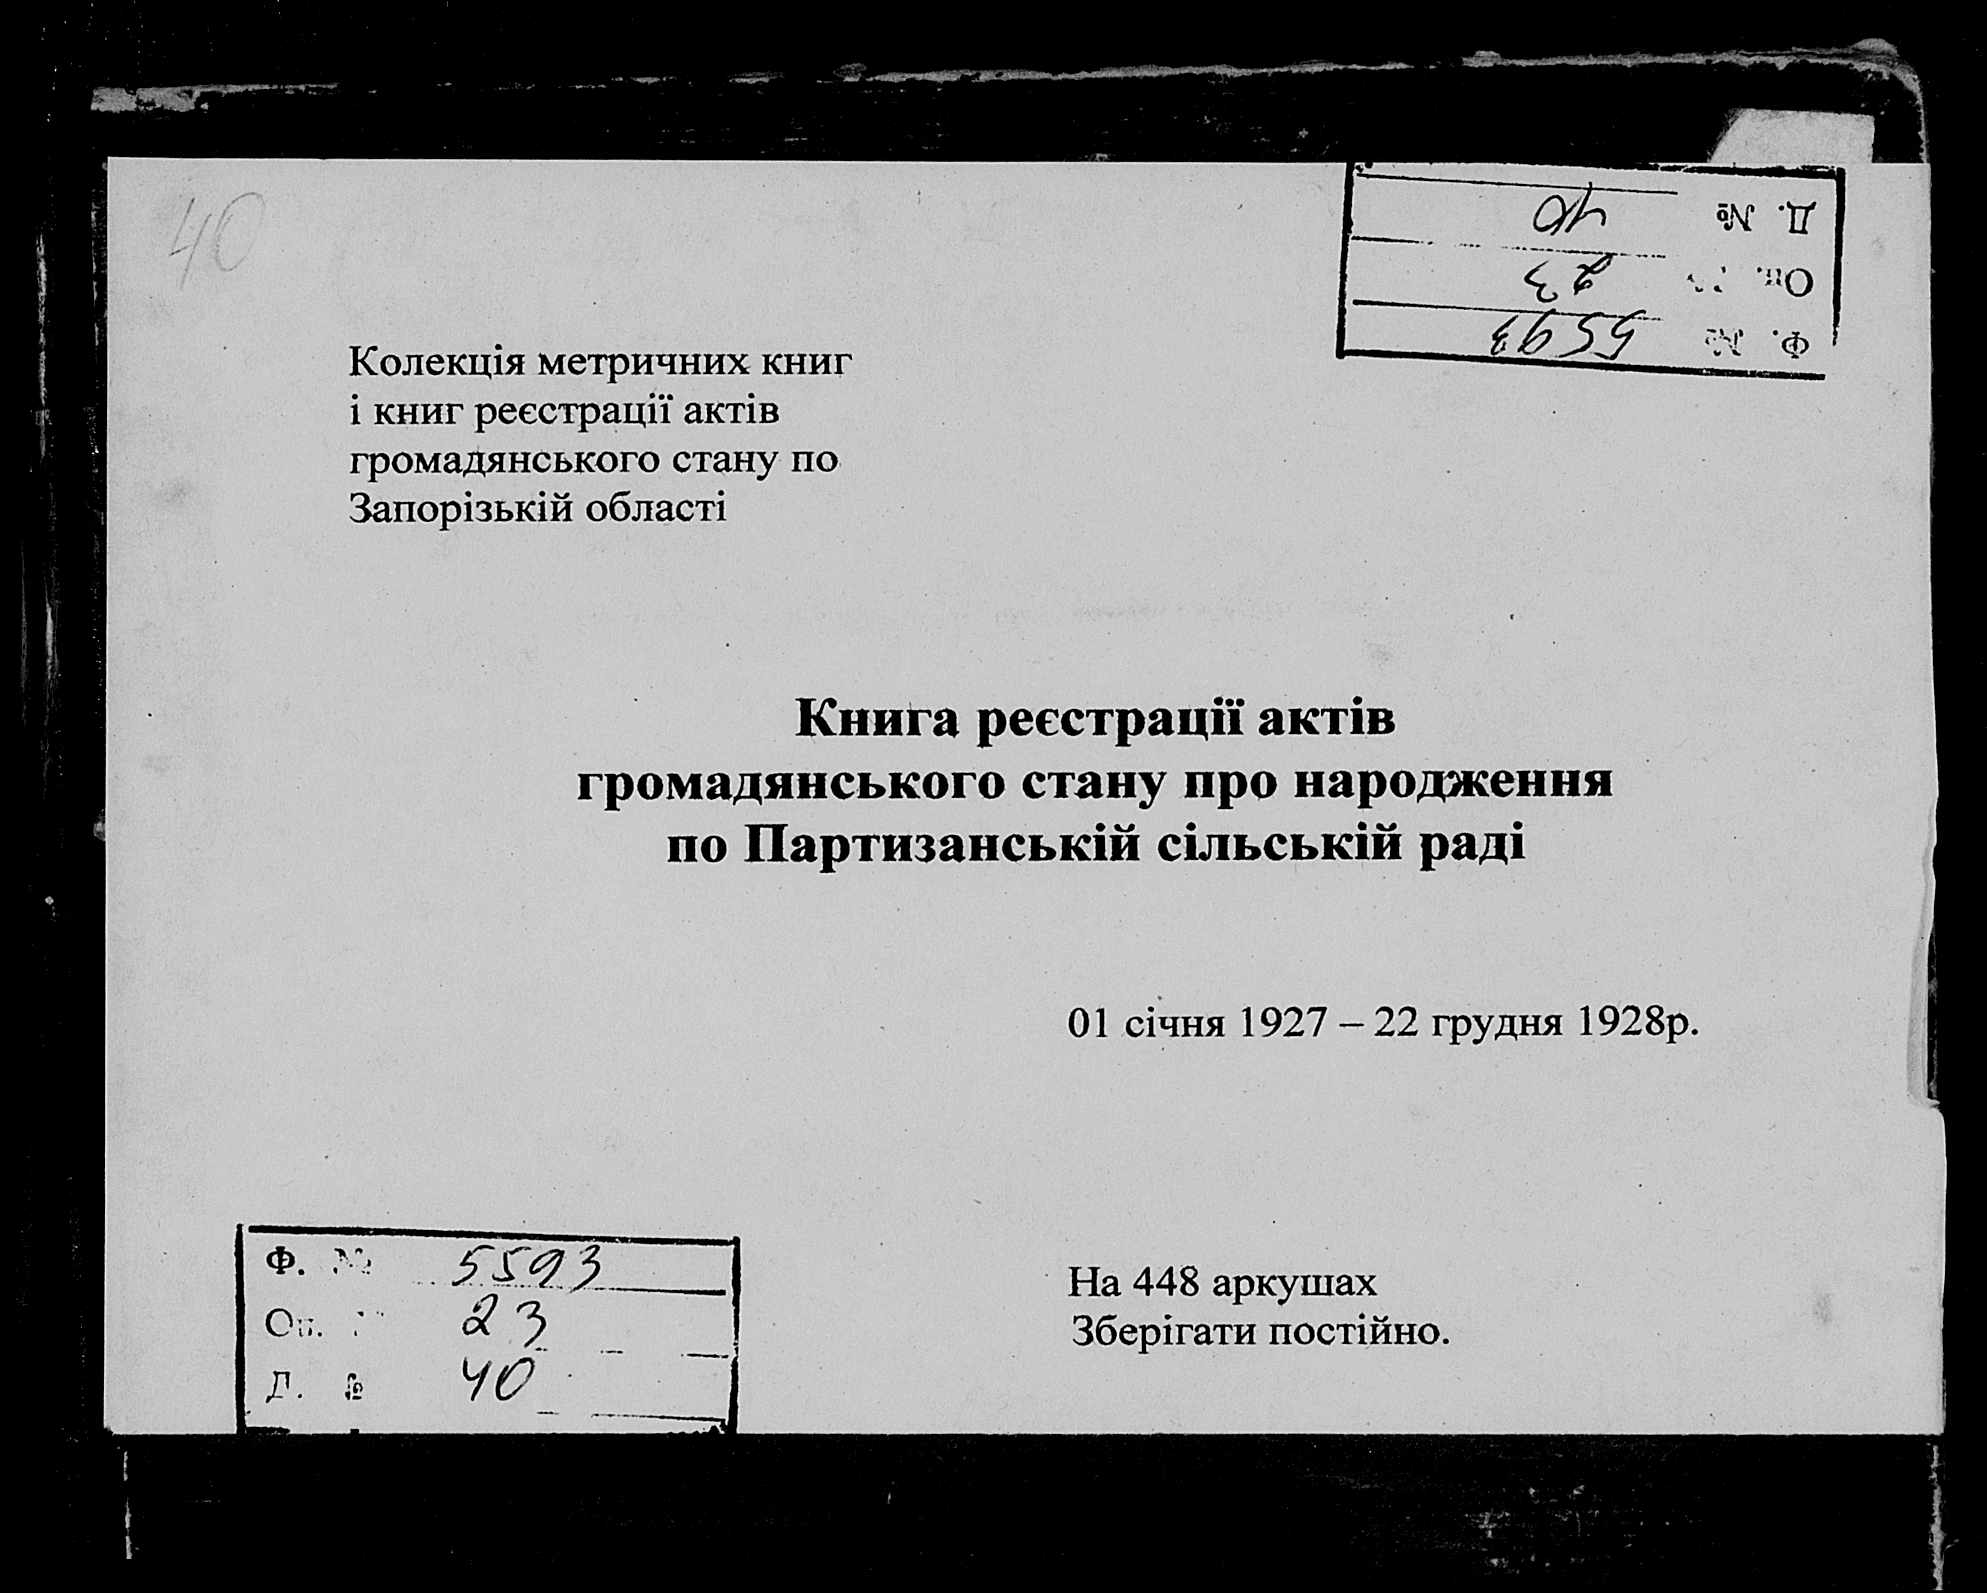 40
Д. № 40
Оп. 23
Ф. № 5593
Колекція метричних книг
і книг реєстрації актів
громадянського стану по
Запорізькій області
Книга реєстрації актів
громадянського стану про народження
по Партизанській сільській раді
01 січня 1927 – 22 грудня 1928р.
Ф. № 5593
Оп. 23
Д. № 40
На 448 аркушах
Зберігати постійно.